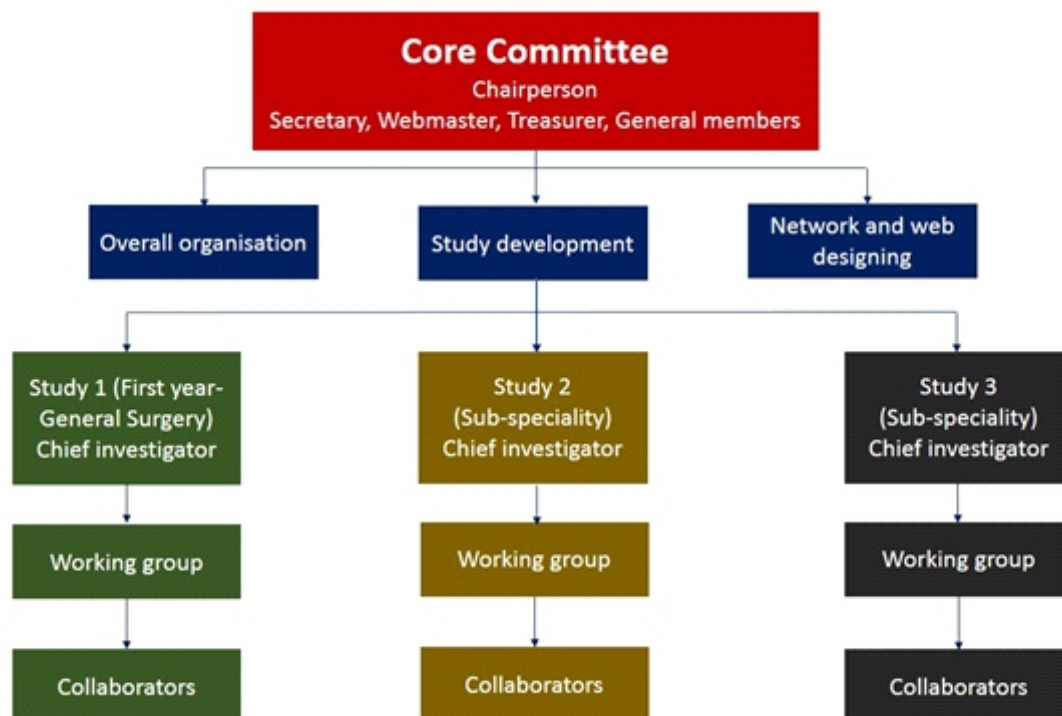 Core Committee
Chairperson
Secretary, Webmaster, Treasurer, General members
Overall organisation
Study development
Network and web
designing
Study 1 (First year-
General Surgery)
Chief investigator
Study 2
(Sub-speciality)
Chief investigator
Study 3
(Sub-speciality)
Chief investigator
Working group
Working group
Working group
Collaborators
Collaborators
Collaborators